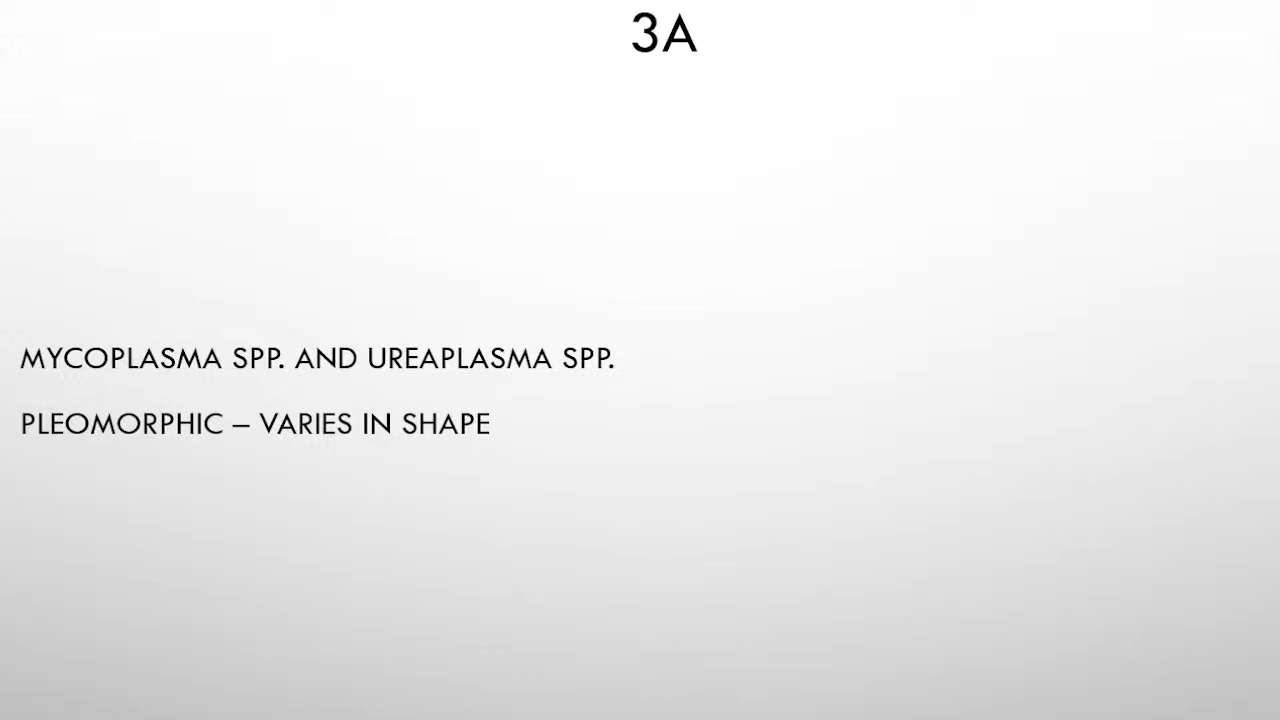 3A
MYCOPLASMA SPP. AND UREAPLASMA SPP.
PLEOMORPHIC – VARIES IN SHAPE